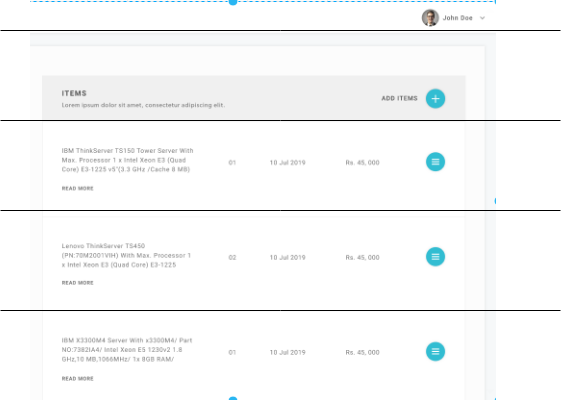 John Doe
ITEMS
Lorem ipsum dolor sit amet, consectetur adipiscing elit.
ADD ITEMS
IBM ThinkServer TS150 Tower Server With
Max. Processor 1 x Intel Xeon E3 (Quad
Core) E3-1225 v5"(3.3 GHz /Cache 8 MB)
01
10 Jul 2019
Rs. 45, 000
READ MORE
Lenovo ThinkServer TS450
(PN:70M2001VIH) With Max. Processor 1
x Intel Xeon E3 (Quad Core) E3-1225
02
10 Jul 2019
Rs. 45, 000
READ MORE
IBM X3300M4 Server With x3300M4/ Part
NO:7382IA4/ Intel Xeon E5 1230v2 1.8
GHz,10 MB,1066MHz/ 1x 8GB RAM/
01
10 Jul 2019
Rs. 45, 000
READ MORE